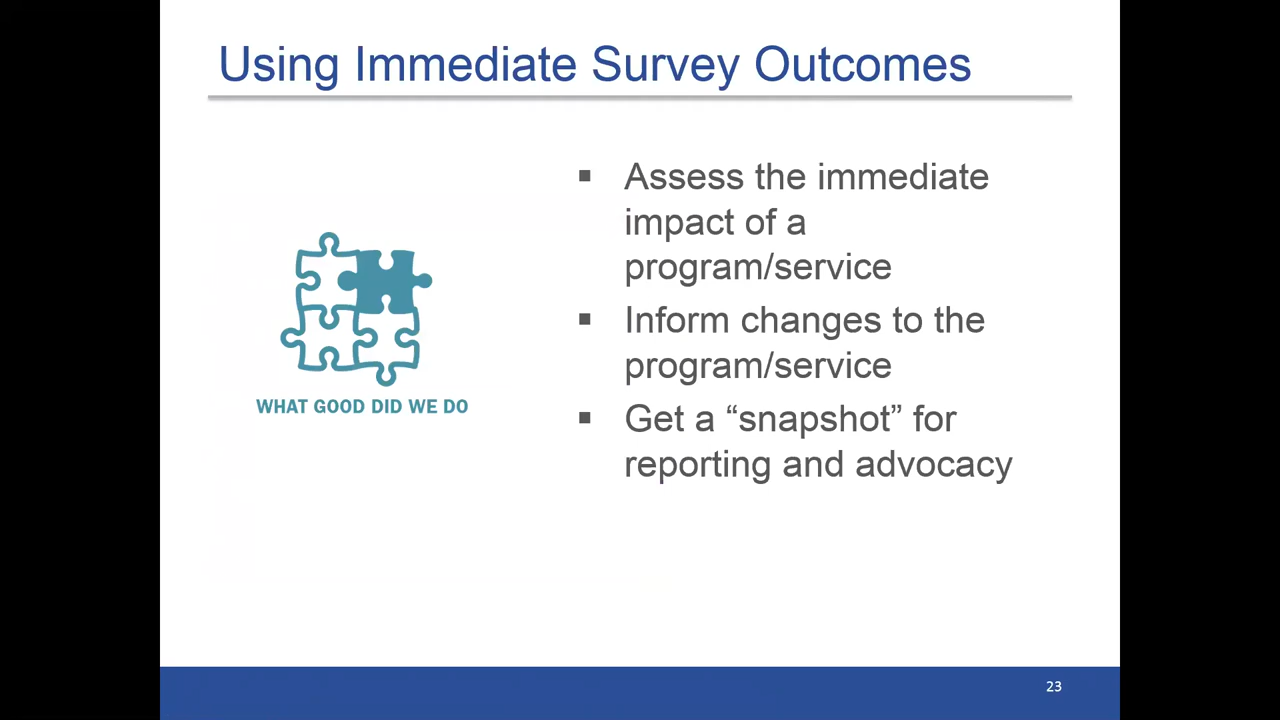 Using Immediate Survey Outcomes
▪ Assess the immediate
impact of a
program/service
▪ Inform changes to the
program/service
▪ Get a “snapshot” for
reporting and advocacy
WHAT GOOD DID WE DO
23